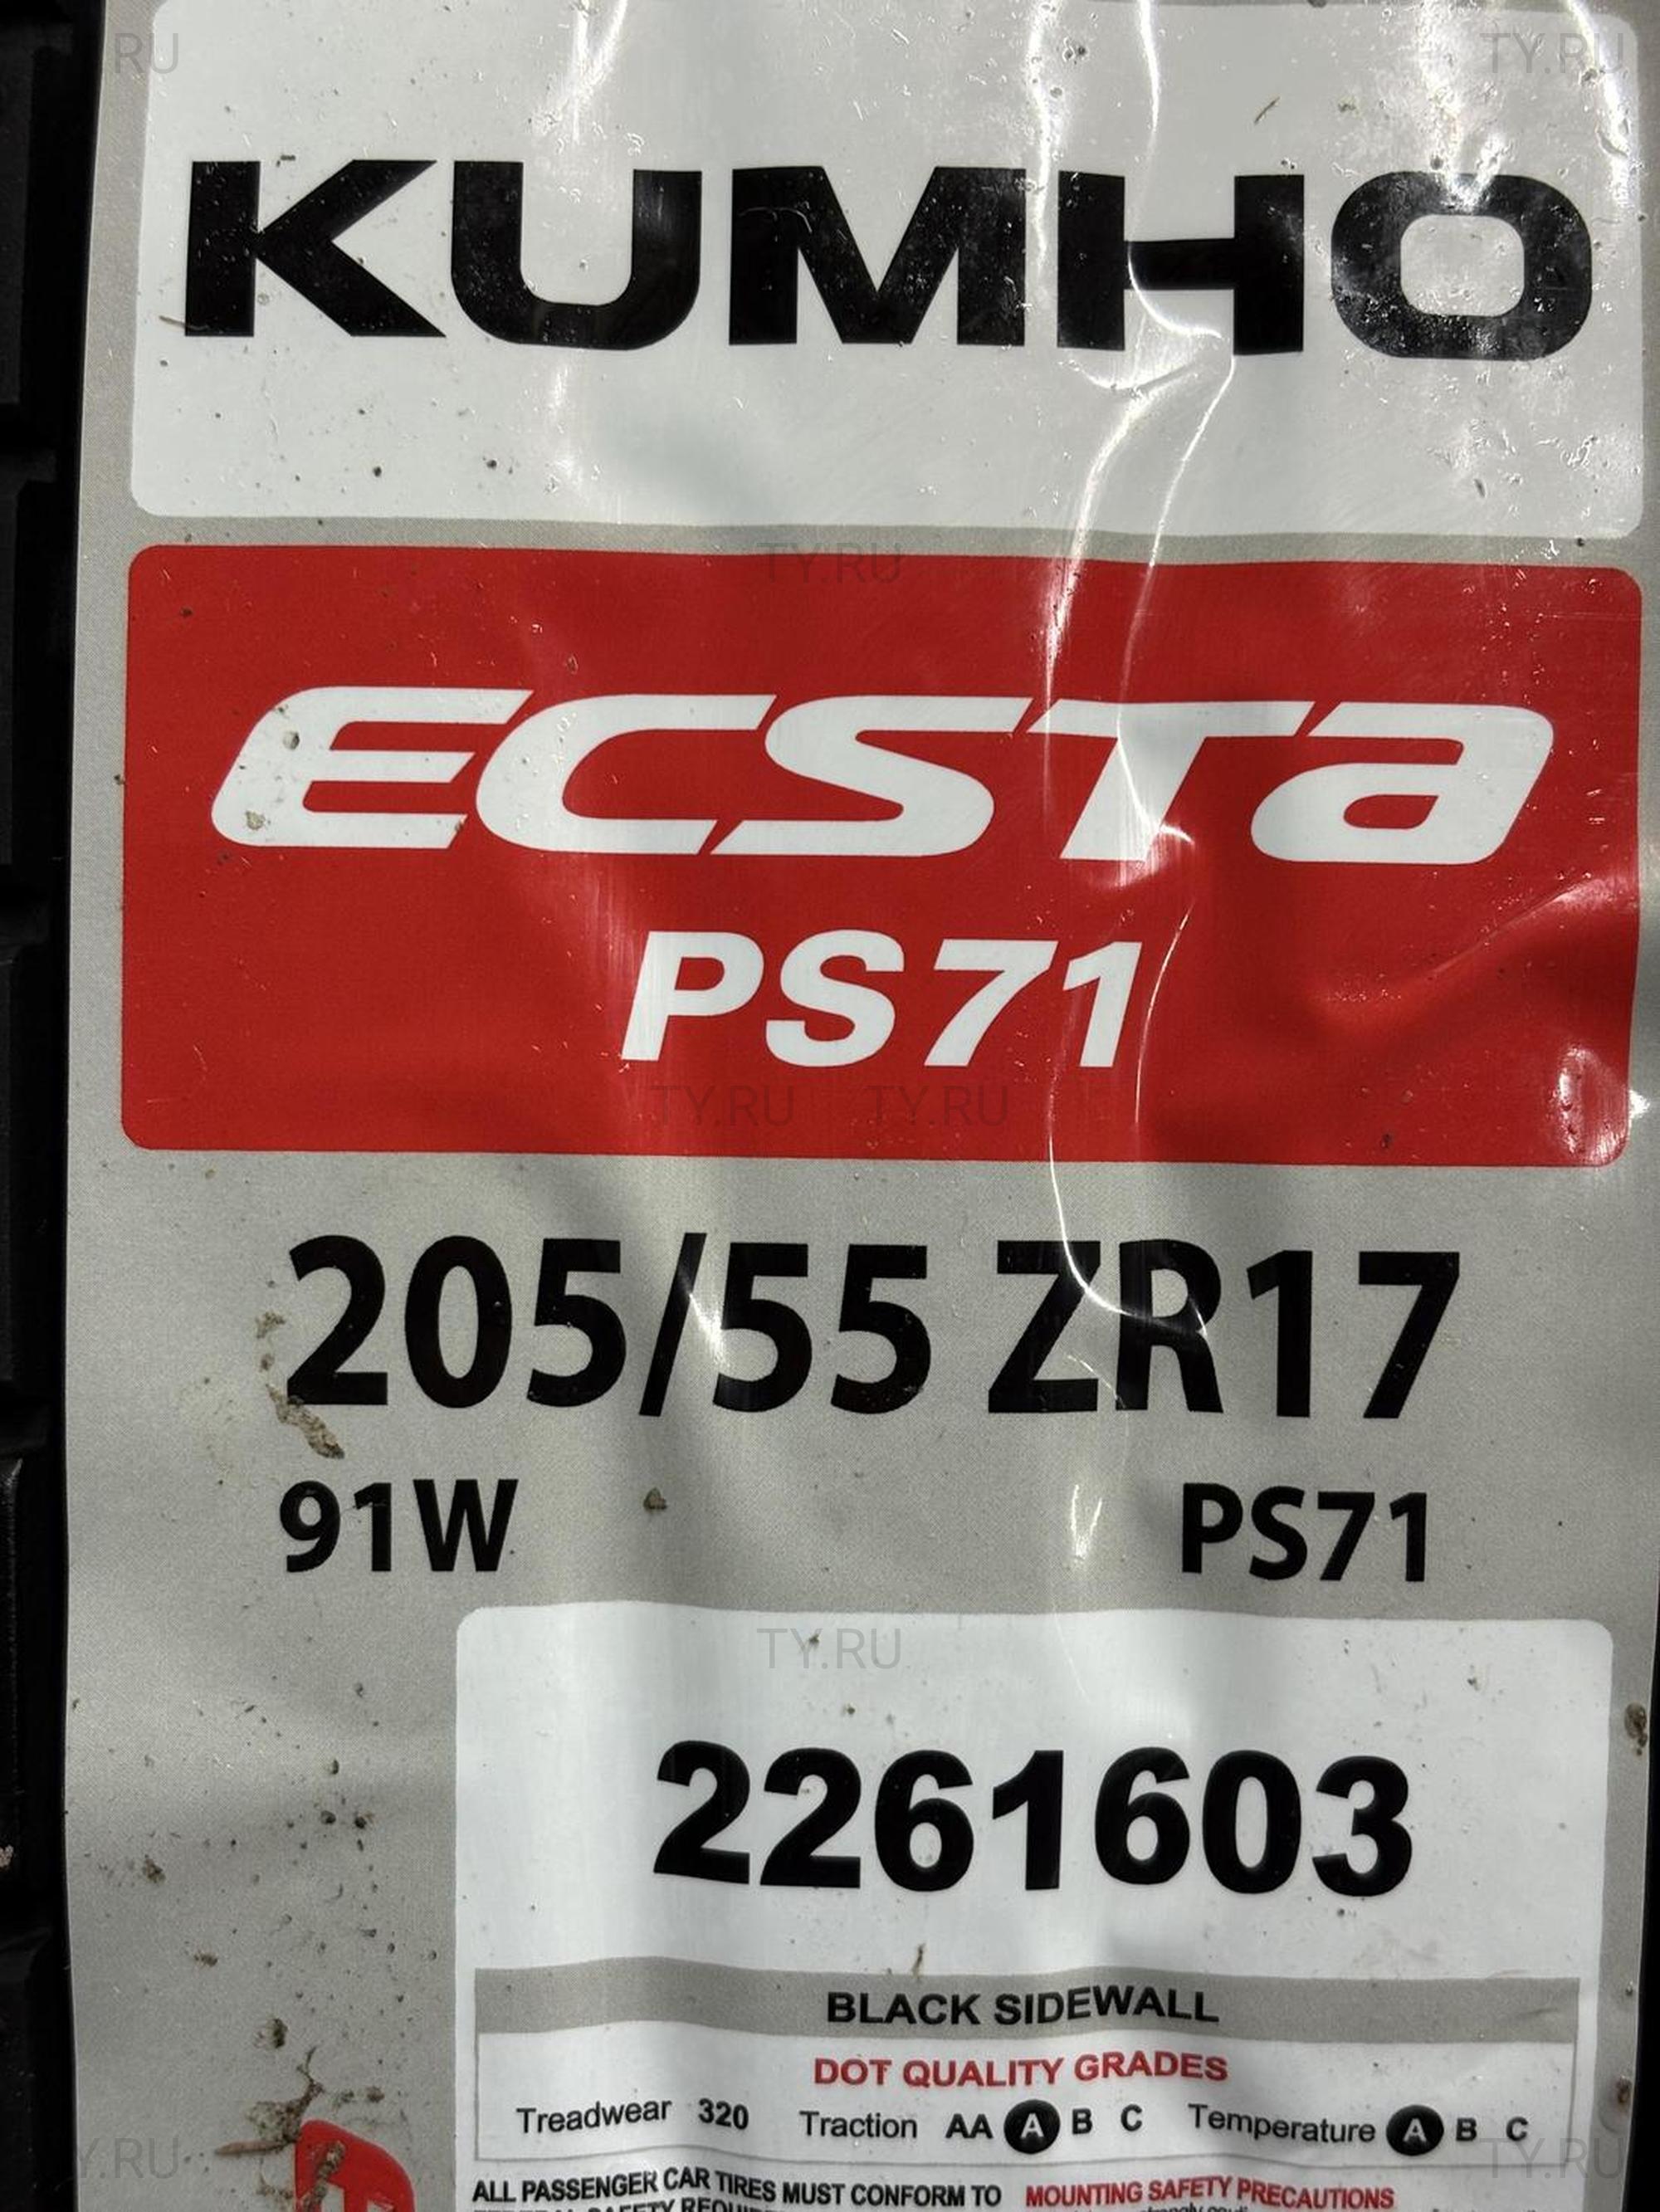 KUMHO
ECSTA
PS71
205/55 ZR17
91W PS71
2261603
BLACK SIDEWALL
DOT QUALITY GRADES
Treadwear 320 Traction AA A B C Temperature A B C
ALL PASSENGER CAR TIRES MUST CONFORM TO MOUNTING SAFETY PRECAUTIONS
TY.RU
TY.RU
TY.RU
TY.RU
TY.RU
TY.RU
TY.RU